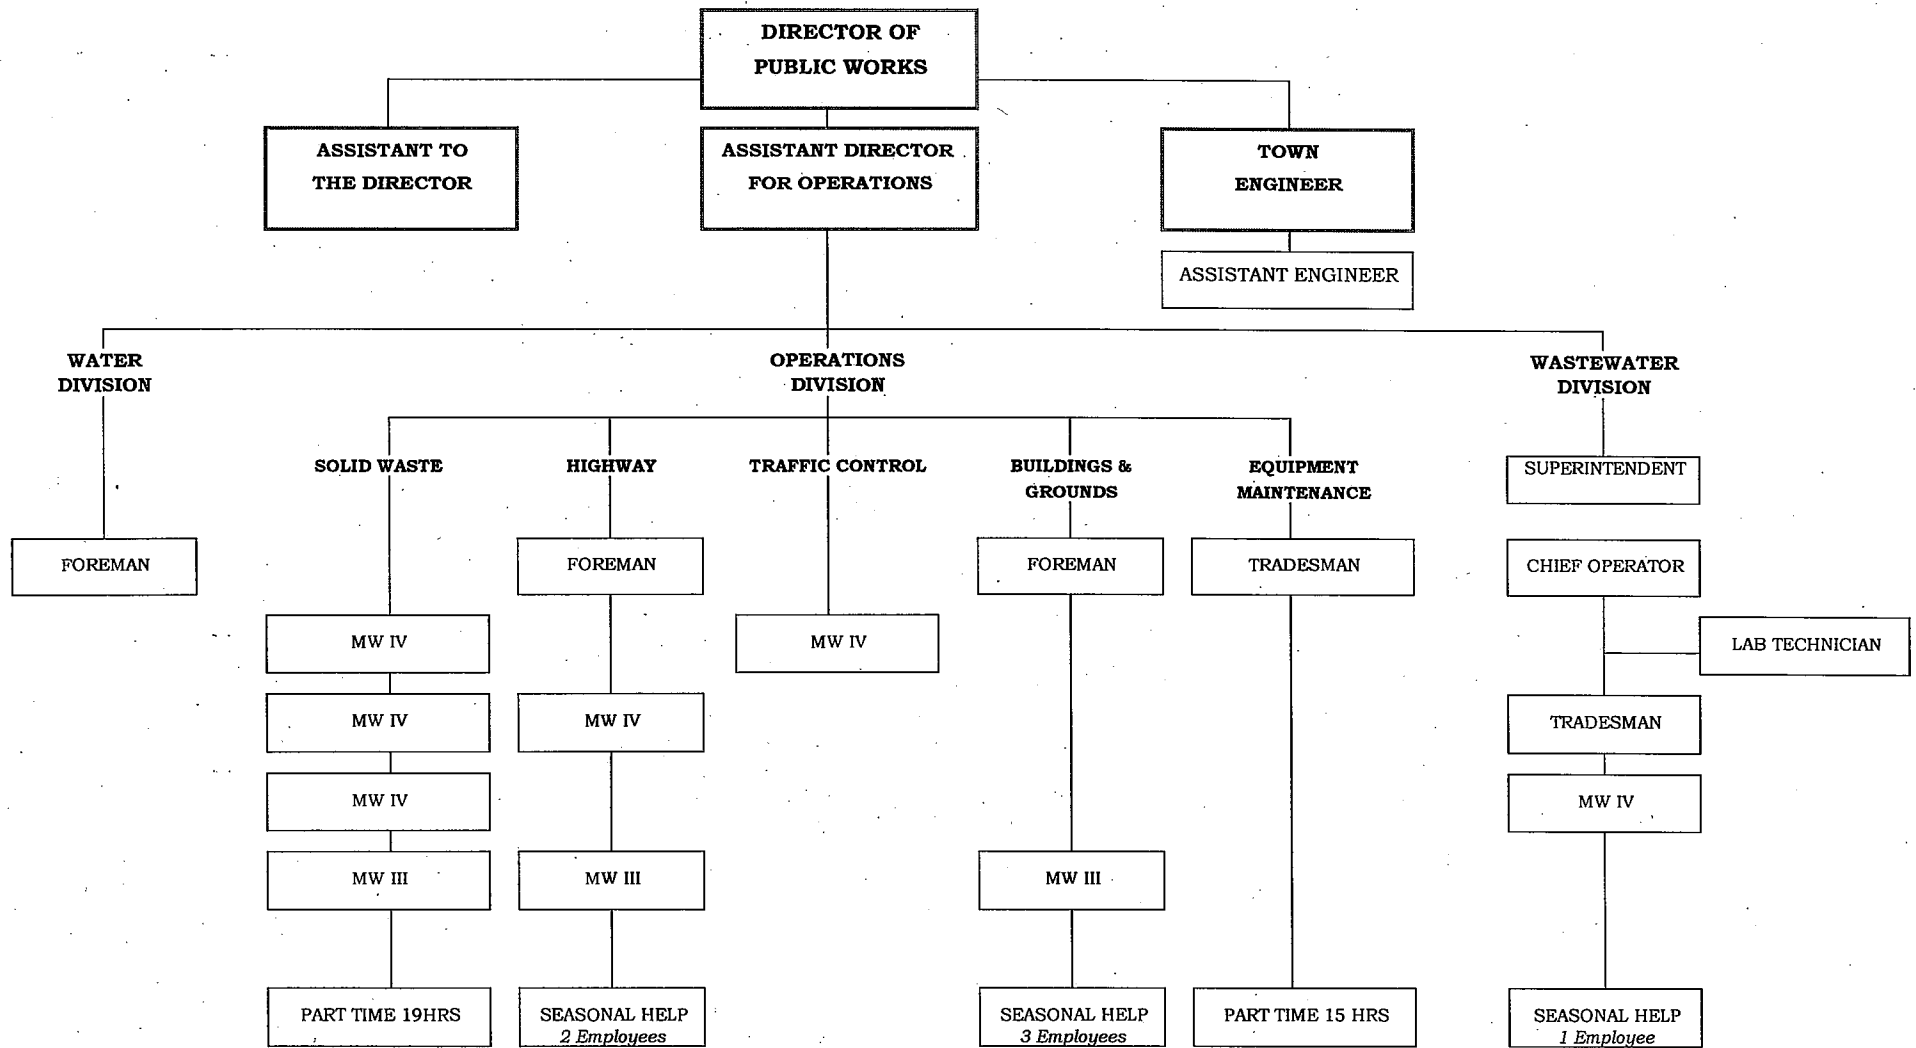 DIRECTOR OF
PUBLIC WORKS
ASSISTANT TO
THE DIRECTOR
ASSISTANT DIRECTOR
FOR OPERATIONS
TOWN
ENGINEER
ASSISTANT ENGINEER
WATER
DIVISION
OPERATIONS
DIVISION
WASTEWATER
DIVISION
SOLID WASTE
HIGHWAY
TRAFFIC CONTROL
BUILDINGS &
GROUNDS
EQUIPMENT
MAINTENANCE
SUPERINTENDENT
FOREMAN
FOREMAN
FOREMAN
TRADESMAN
CHIEF OPERATOR
MW IV
MW IV
LAB TECHNICIAN
MW IV
MW IV
TRADESMAN
MW IV
MW IV
MW III
MW III
MW III
PART TIME 19HRS
SEASONAL HELP
2 Employees
SEASONAL HELP
3 Employees
PART TIME 15 HRS
SEASONAL HELP
1 Employee